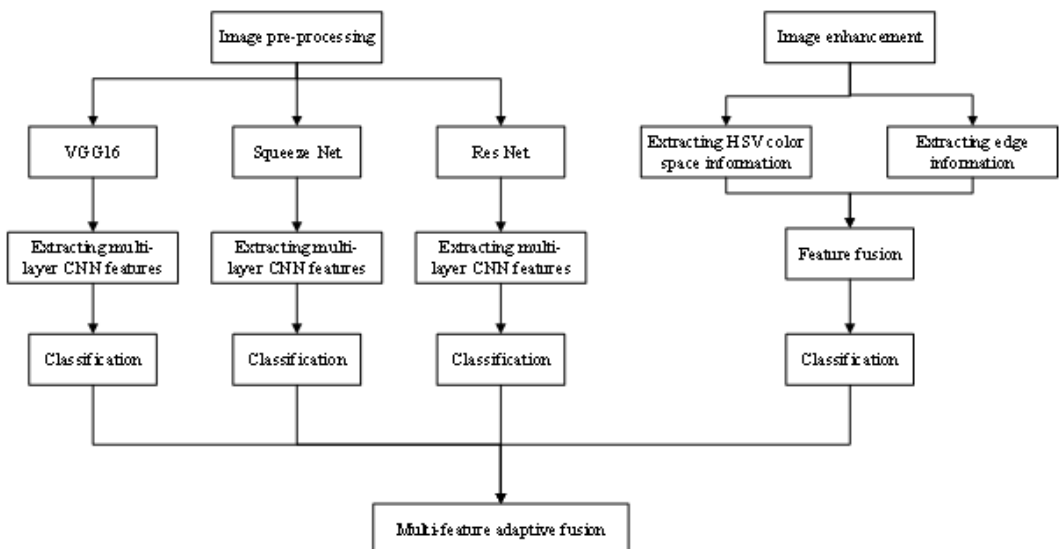 Image pre-processing
Image enhancement
VGG16
Squeeze Net
Res Net
Extracting HSV color
space information
Extracting edge
information
Extracting multi-
layer CNN features
Extracting multi-
layer CNN features
Extracting multi-
layer CNN features
Feature fusion
Classification
Classification
Classification
Classification
Multi-feature adaptive fusion